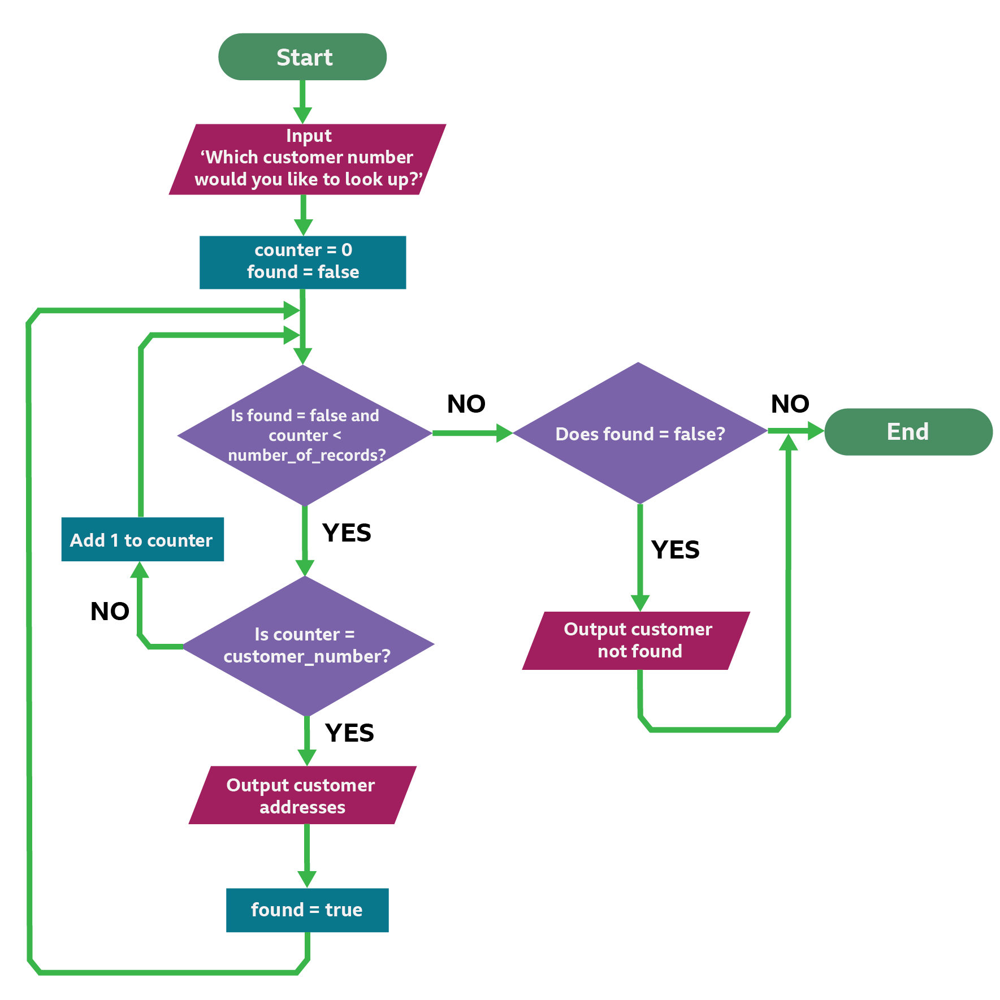 Start
Input
‘Which customer number
would you like to look up?’
counter = 0
found = false
Is found = false and
counter <
number_of_records?
NO
Does found = false?
NO
End
YES
Add 1 to counter
YES
NO
Is counter =
customer_number?
Output customer
not found
YES
Output customer
addresses
found = true